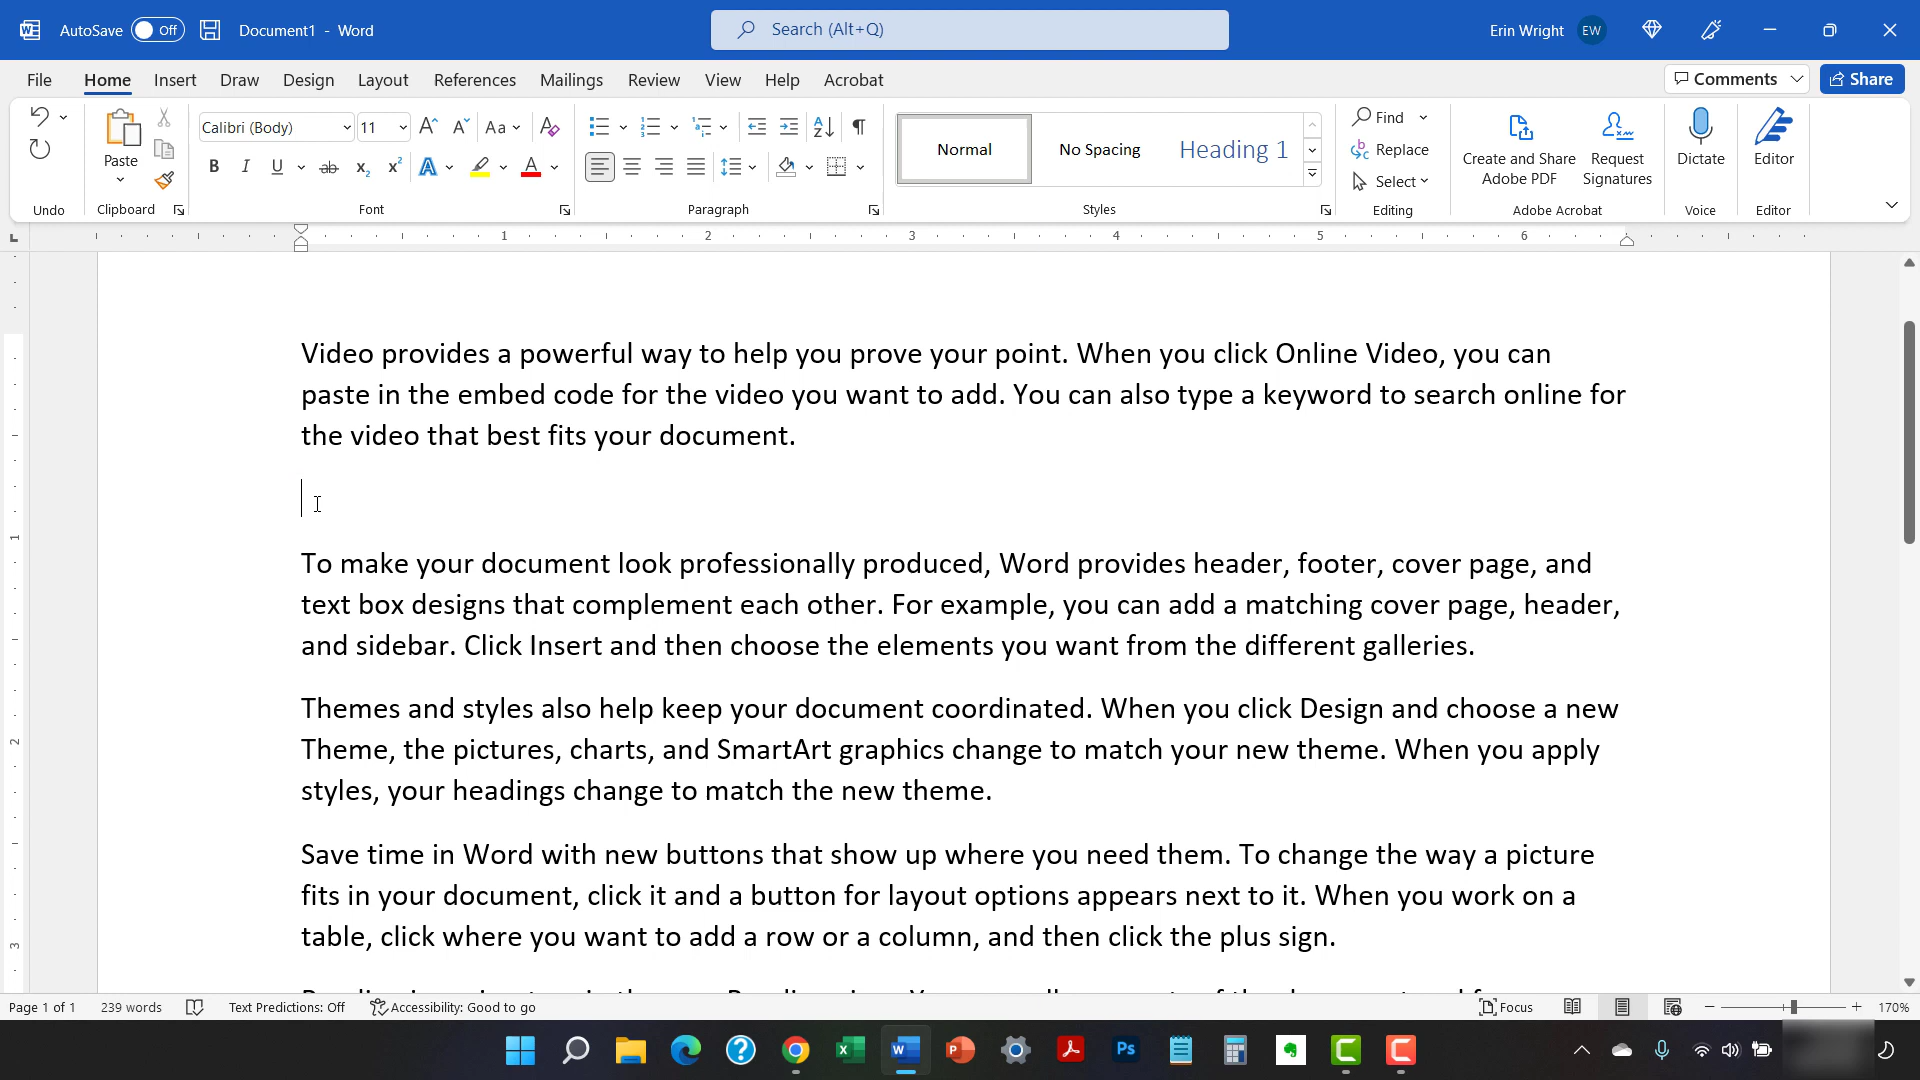 AutoSave Off Document1 - Word Search (Alt+Q) Erin Wright EW
File Home Insert Draw Design Layout References Mailings Review View Help Acrobat Comments Share
Calibri (Body) 11 Aa Find
Normal No Spacing Heading 1 Replace
Paste B I U ab x2 x2 A A Select Create and Share Adobe PDF Request Signatures Dictate Editor
Undo Clipboard Font Paragraph Styles Editing Adobe Acrobat Voice Editor
1 2 3 4 5 6
Video provides a powerful way to help you prove your point. When you click Online Video, you can
paste in the embed code for the video you want to add. You can also type a keyword to search online for
the video that best fits your document.
To make your document look professionally produced, Word provides header, footer, cover page, and
text box designs that complement each other. For example, you can add a matching cover page, header,
and sidebar. Click Insert and then choose the elements you want from the different galleries.
Themes and styles also help keep your document coordinated. When you click Design and choose a new
Theme, the pictures, charts, and SmartArt graphics change to match your new theme. When you apply
styles, your headings change to match the new theme.
Save time in Word with new buttons that show up where you need them. To change the way a picture
fits in your document, click it and a button for layout options appears next to it. When you work on a
table, click where you want to add a row or a column, and then click the plus sign.
Page 1 of 1 239 words Text Predictions: Off Accessibility: Good to go Focus 170%